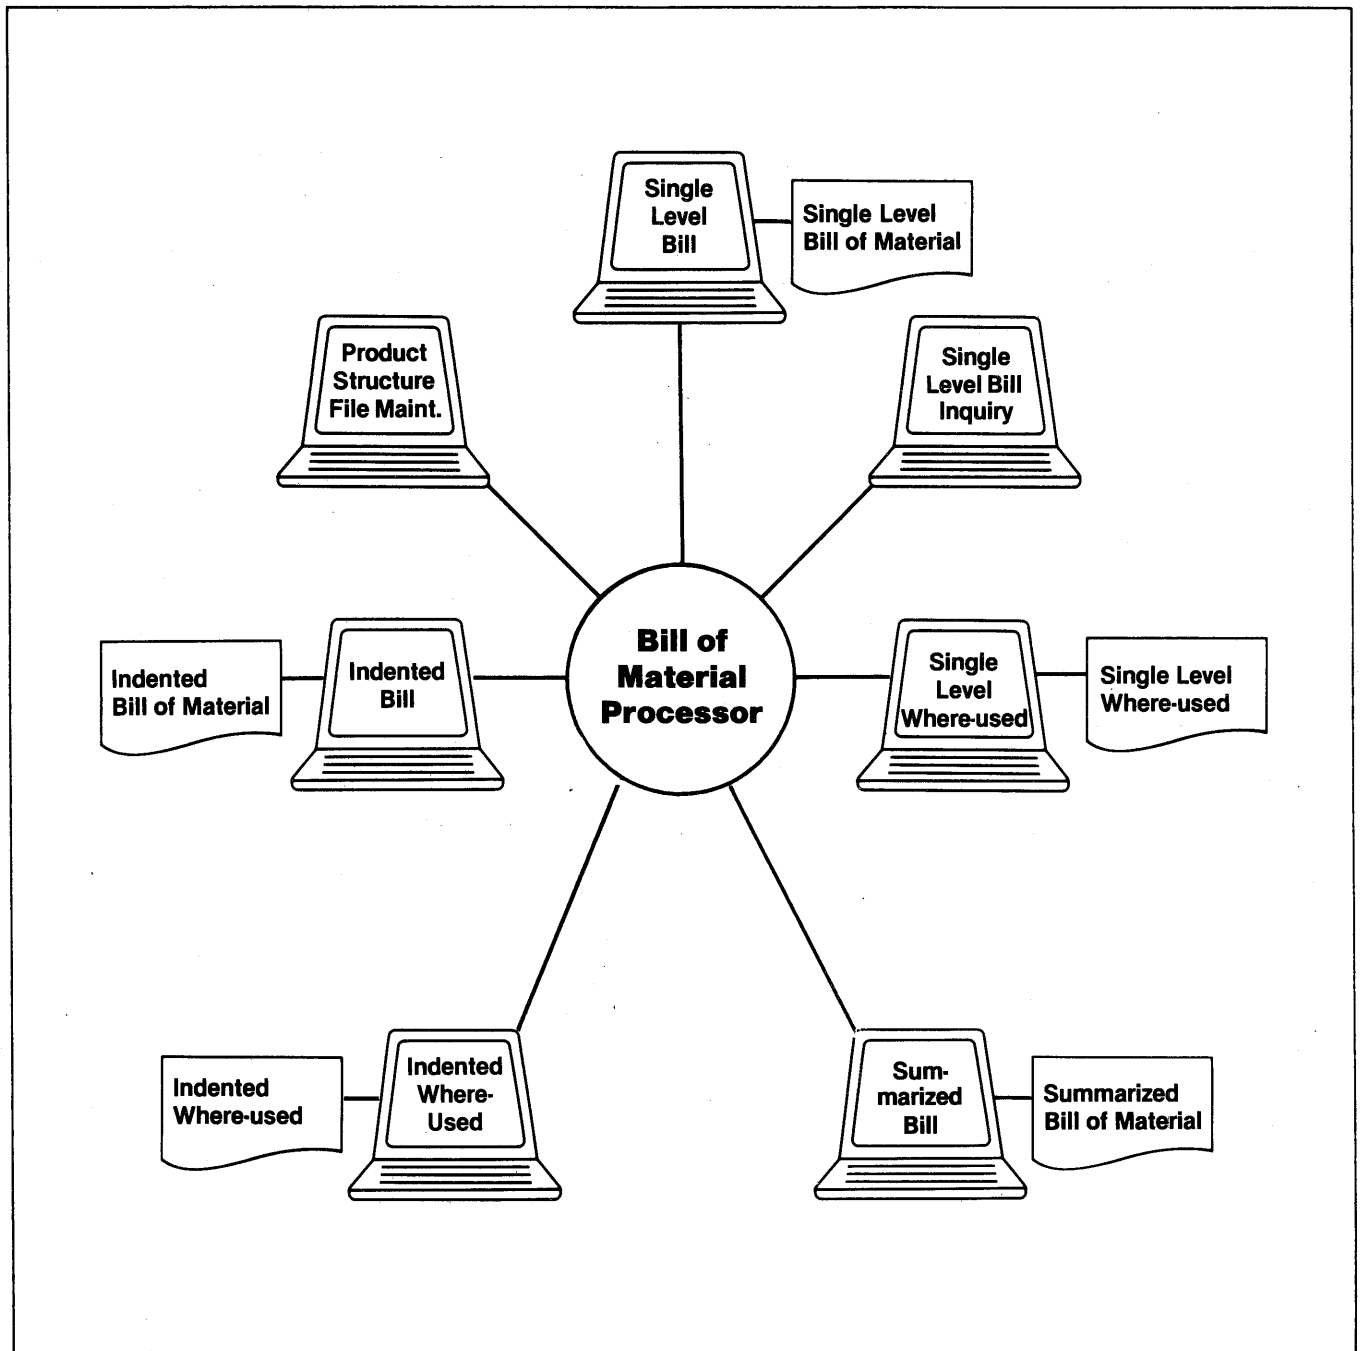 Single
Level
Bill
Single Level
Bill of Material
Product
Structure
File Maint.
Single
Level Bill
Inquiry
Bill of
Material
Processor
Indented
Bill of Material
Indented
Bill
Single
Level
Where-used
Single Level
Where-used
Indented
Where-used
Indented
Where-
Used
Sum-
marized
Bill
Summarized
Bill of Material